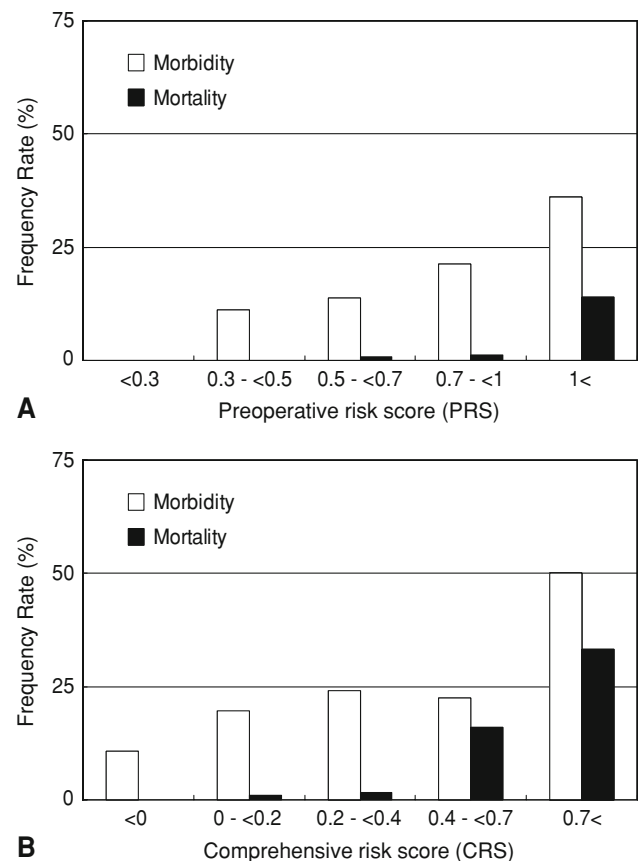 75
Morbidity
Mortality
50
25
0
Frequency Rate (%)
<0.3 0.3 - <0.5 0.5 - <0.7 0.7 - <1 1<
A Preoperative risk score (PRS)
75
Morbidity
Mortality
50
25
0
Frequency Rate (%)
<0 0 - <0.2 0.2 - <0.4 0.4 - <0.7 0.7<
B Comprehensive risk score (CRS)